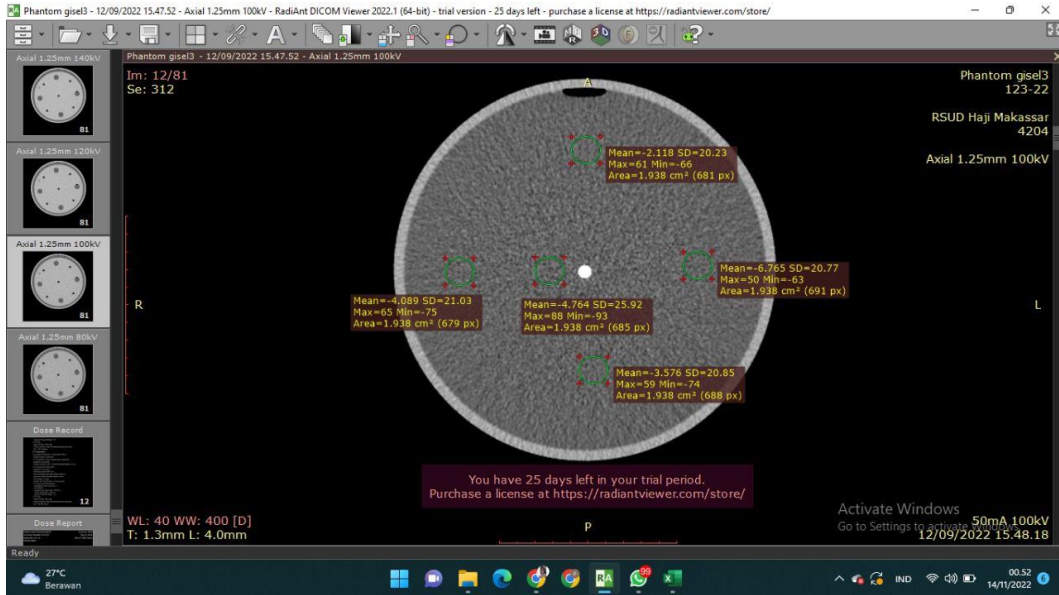 Phantom gisel3 - 12/09/2022 15.47.52 - Axial 1.25mm 100kV - RadiAnt DICOM Viewer 2022.1 (64-bit) - trial version - 25 days left - purchase a license at https://radiantviewer.com/store/
Axial 1.25mm 140kV
81
Axial 1.25mm 120kV
81
Axial 1.25mm 100kV
81
Axial 1.25mm 80kV
81
Dose Record
12
Dose Report
Phantom gisel3 - 12/09/2022 15.47.52 - Axial 1.25mm 100kV
Im: 12/81
Se: 312
Phantom gisel3
123-22
RSUD Haji Makassar
4204
Axial 1.25mm 100kV
A
Mean=-2.118 SD=20.23
Max=61 Min=-66
Area=1.938 cm² (681 px)
Mean=-6.765 SD=20.77
Max=50 Min=-63
Area=1.938 cm² (691 px)
R
L
Mean=-4.089 SD=21.03
Max=65 Min=-75
Area=1.938 cm² (679 px)
Mean=-4.764 SD=25.92
Max=88 Min=-93
Area=1.938 cm² (685 px)
Mean=-3.576 SD=20.85
Max=59 Min=-74
Area=1.938 cm² (688 px)
You have 25 days left in your trial period.
Purchase a license at https://radiantviewer.com/store/
P
WL: 40 WW: 400 [D]
T: 1.3mm L: 4.0mm
Activate Windows
Go to Settings to activate Windows.
50mA 100kV
12/09/2022 15.48.18
Ready
27°C
Berawan
99
IND
00.52
14/11/2022
6